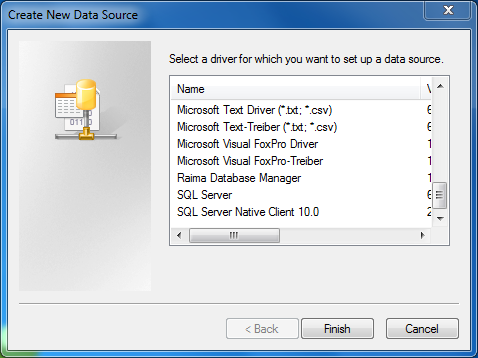 Create New Data Source
Select a driver for which you want to set up a data source.
Name V
Microsoft Text Driver (*.txt; *.csv) 6
Microsoft Text-Treiber (*.txt; *.csv) 6
Microsoft Visual FoxPro Driver 1
Microsoft Visual FoxPro-Treiber 1
Raima Database Manager 1
SQL Server 6
SQL Server Native Client 10.0 2
< Back Finish Cancel